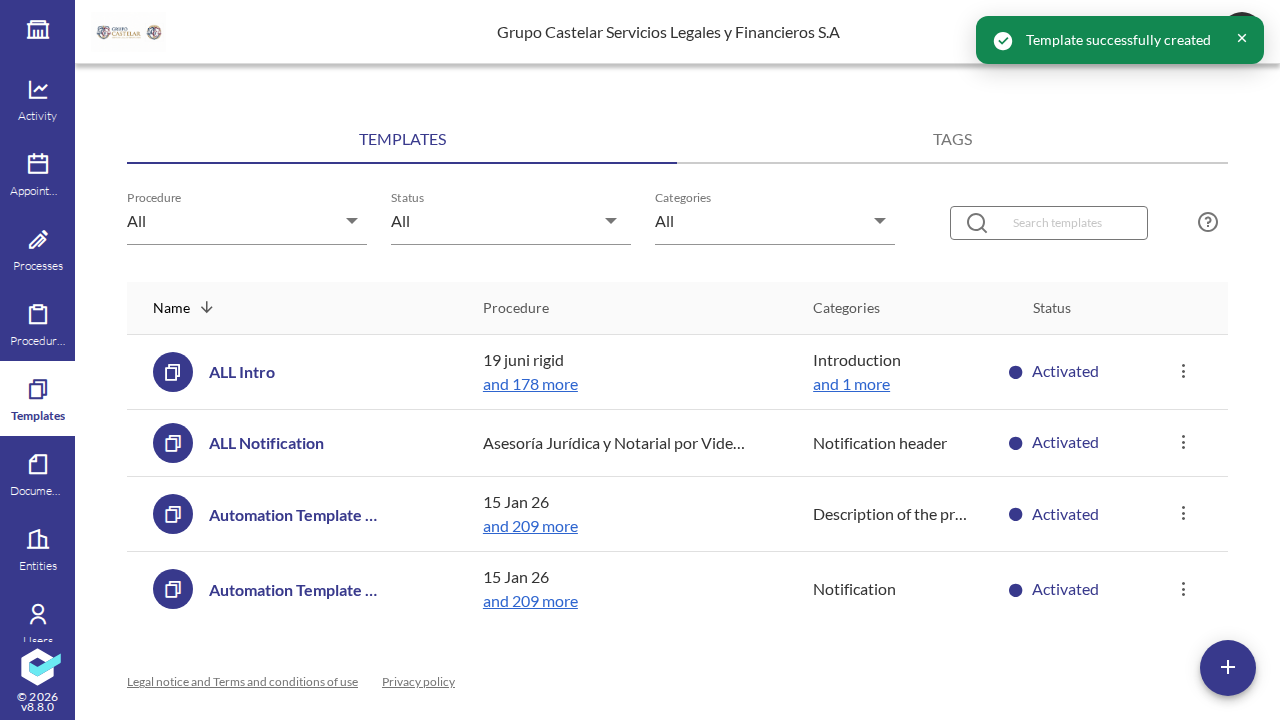 GRUPO
CASTELAR
Grupo Castelar Servicios Legales y Financieros S.A
Template successfully created
Activity
Appoint...
Processes
Procedur...
Templates
Docume...
Entities
Users
© 2026
v8.8.0
TEMPLATES
TAGS
Procedure
All
Status
All
Categories
All
Search templates
Name
Procedure
Categories
Status
ALL Intro
19 juni rigid
and 178 more
Introduction
and 1 more
Activated
ALL Notification
Asesoría Jurídica y Notarial por Vide...
Notification header
Activated
Automation Template ...
15 Jan 26
and 209 more
Description of the pr...
Activated
Automation Template ...
15 Jan 26
and 209 more
Notification
Activated
Legal notice and Terms and conditions of use
Privacy policy